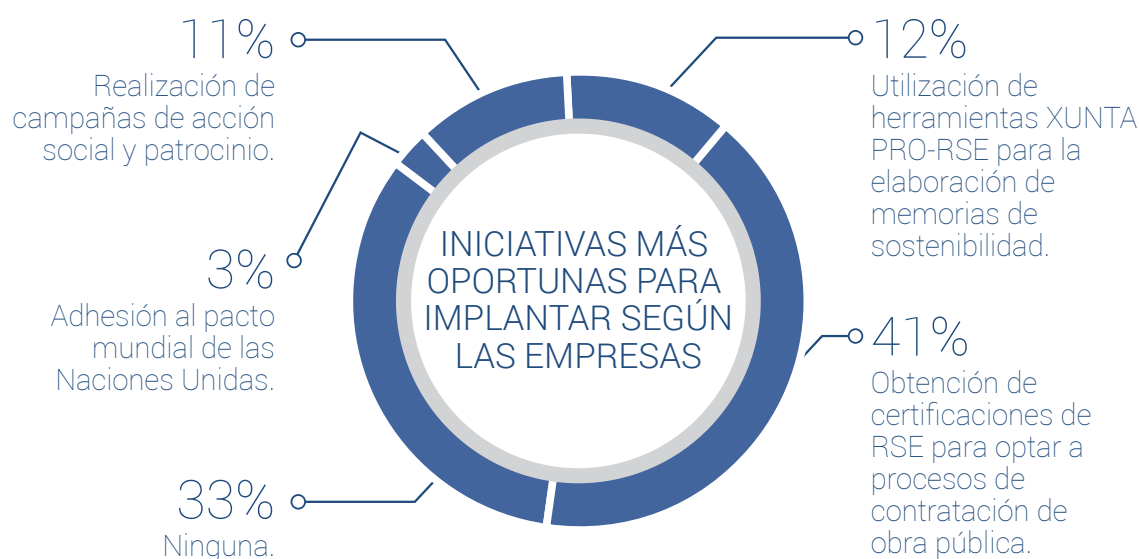 11%
Realización de
campañas de acción
social y patrocinio.
3%
Adhesión al pacto
mundial de las
Naciones Unidas.
33%
Ninguna.
INICIATIVAS MÁS
OPORTUNAS PARA
IMPLANTAR SEGÚN
LAS EMPRESAS
12%
Utilización de
herramientas XUNTA
PRO-RSE para la
elaboración de
memorias de
sostenibilidad.
41%
Obtención de
certificaciones de
RSE para optar a
procesos de
contratación de
obra pública.